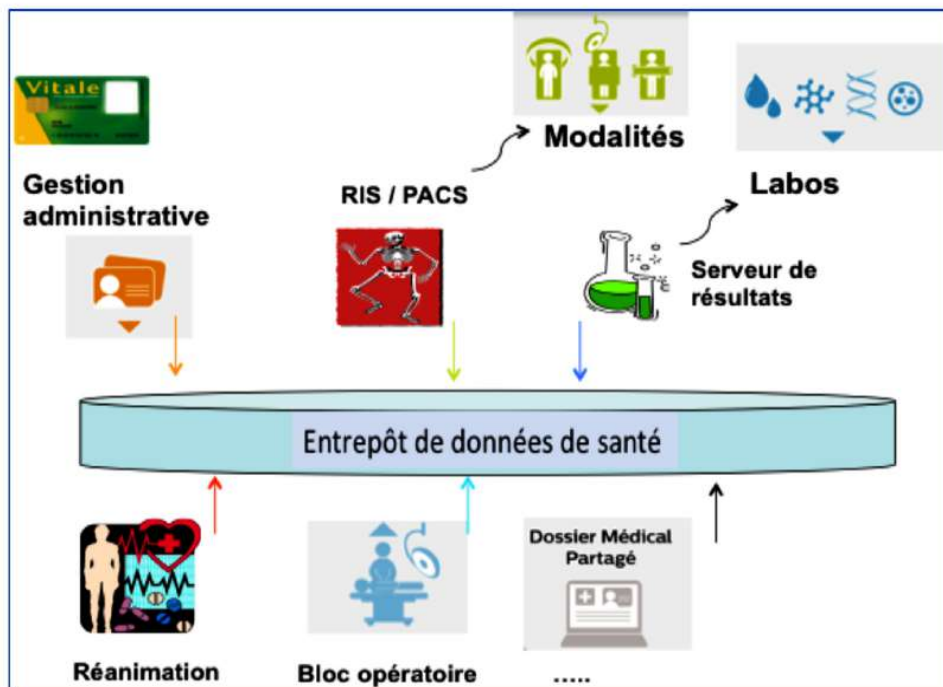 Vitale
Gestion
administrative
RIS / PACS
Modalités
Labos
Serveur de
résultats
Entrepôt de données de santé
Réanimation
Bloc opératoire
Dossier Médical
Partagé
.....